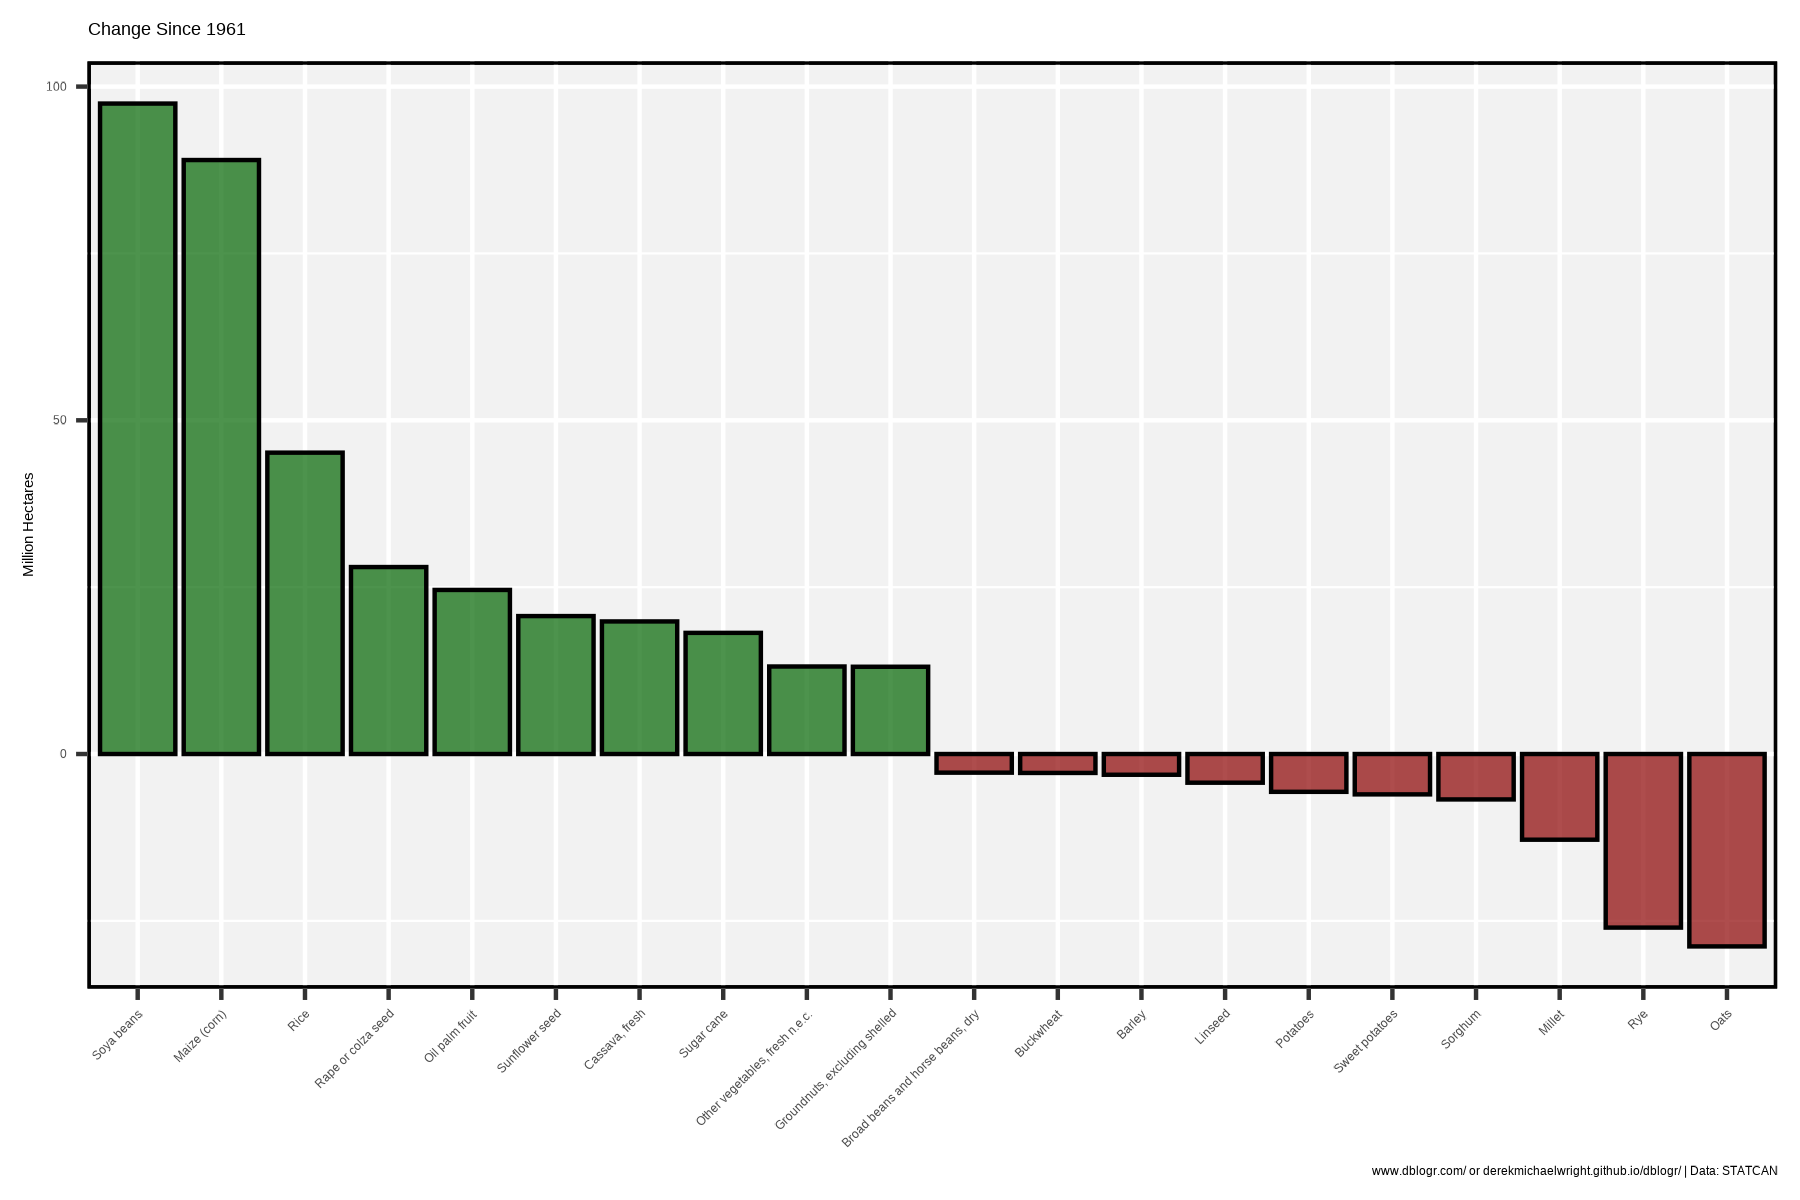 Change Since 1961
Million Hectares
100
50
0
Soya beans
Maize (corn)
Rice
Rape or colza seed
Oil palm fruit
Sunflower seed
Cassava, fresh
Sugar cane
Other vegetables, fresh n.e.c.
Groundnuts, excluding shelled
Broad beans and horse beans, dry
Buckwheat
Barley
Linseed
Potatoes
Sweet potatoes
Sorghum
Millet
Rye
Oats
www.dblogr.com/ or derekmichaelwright.github.io/dblogr/ | Data: STATCAN